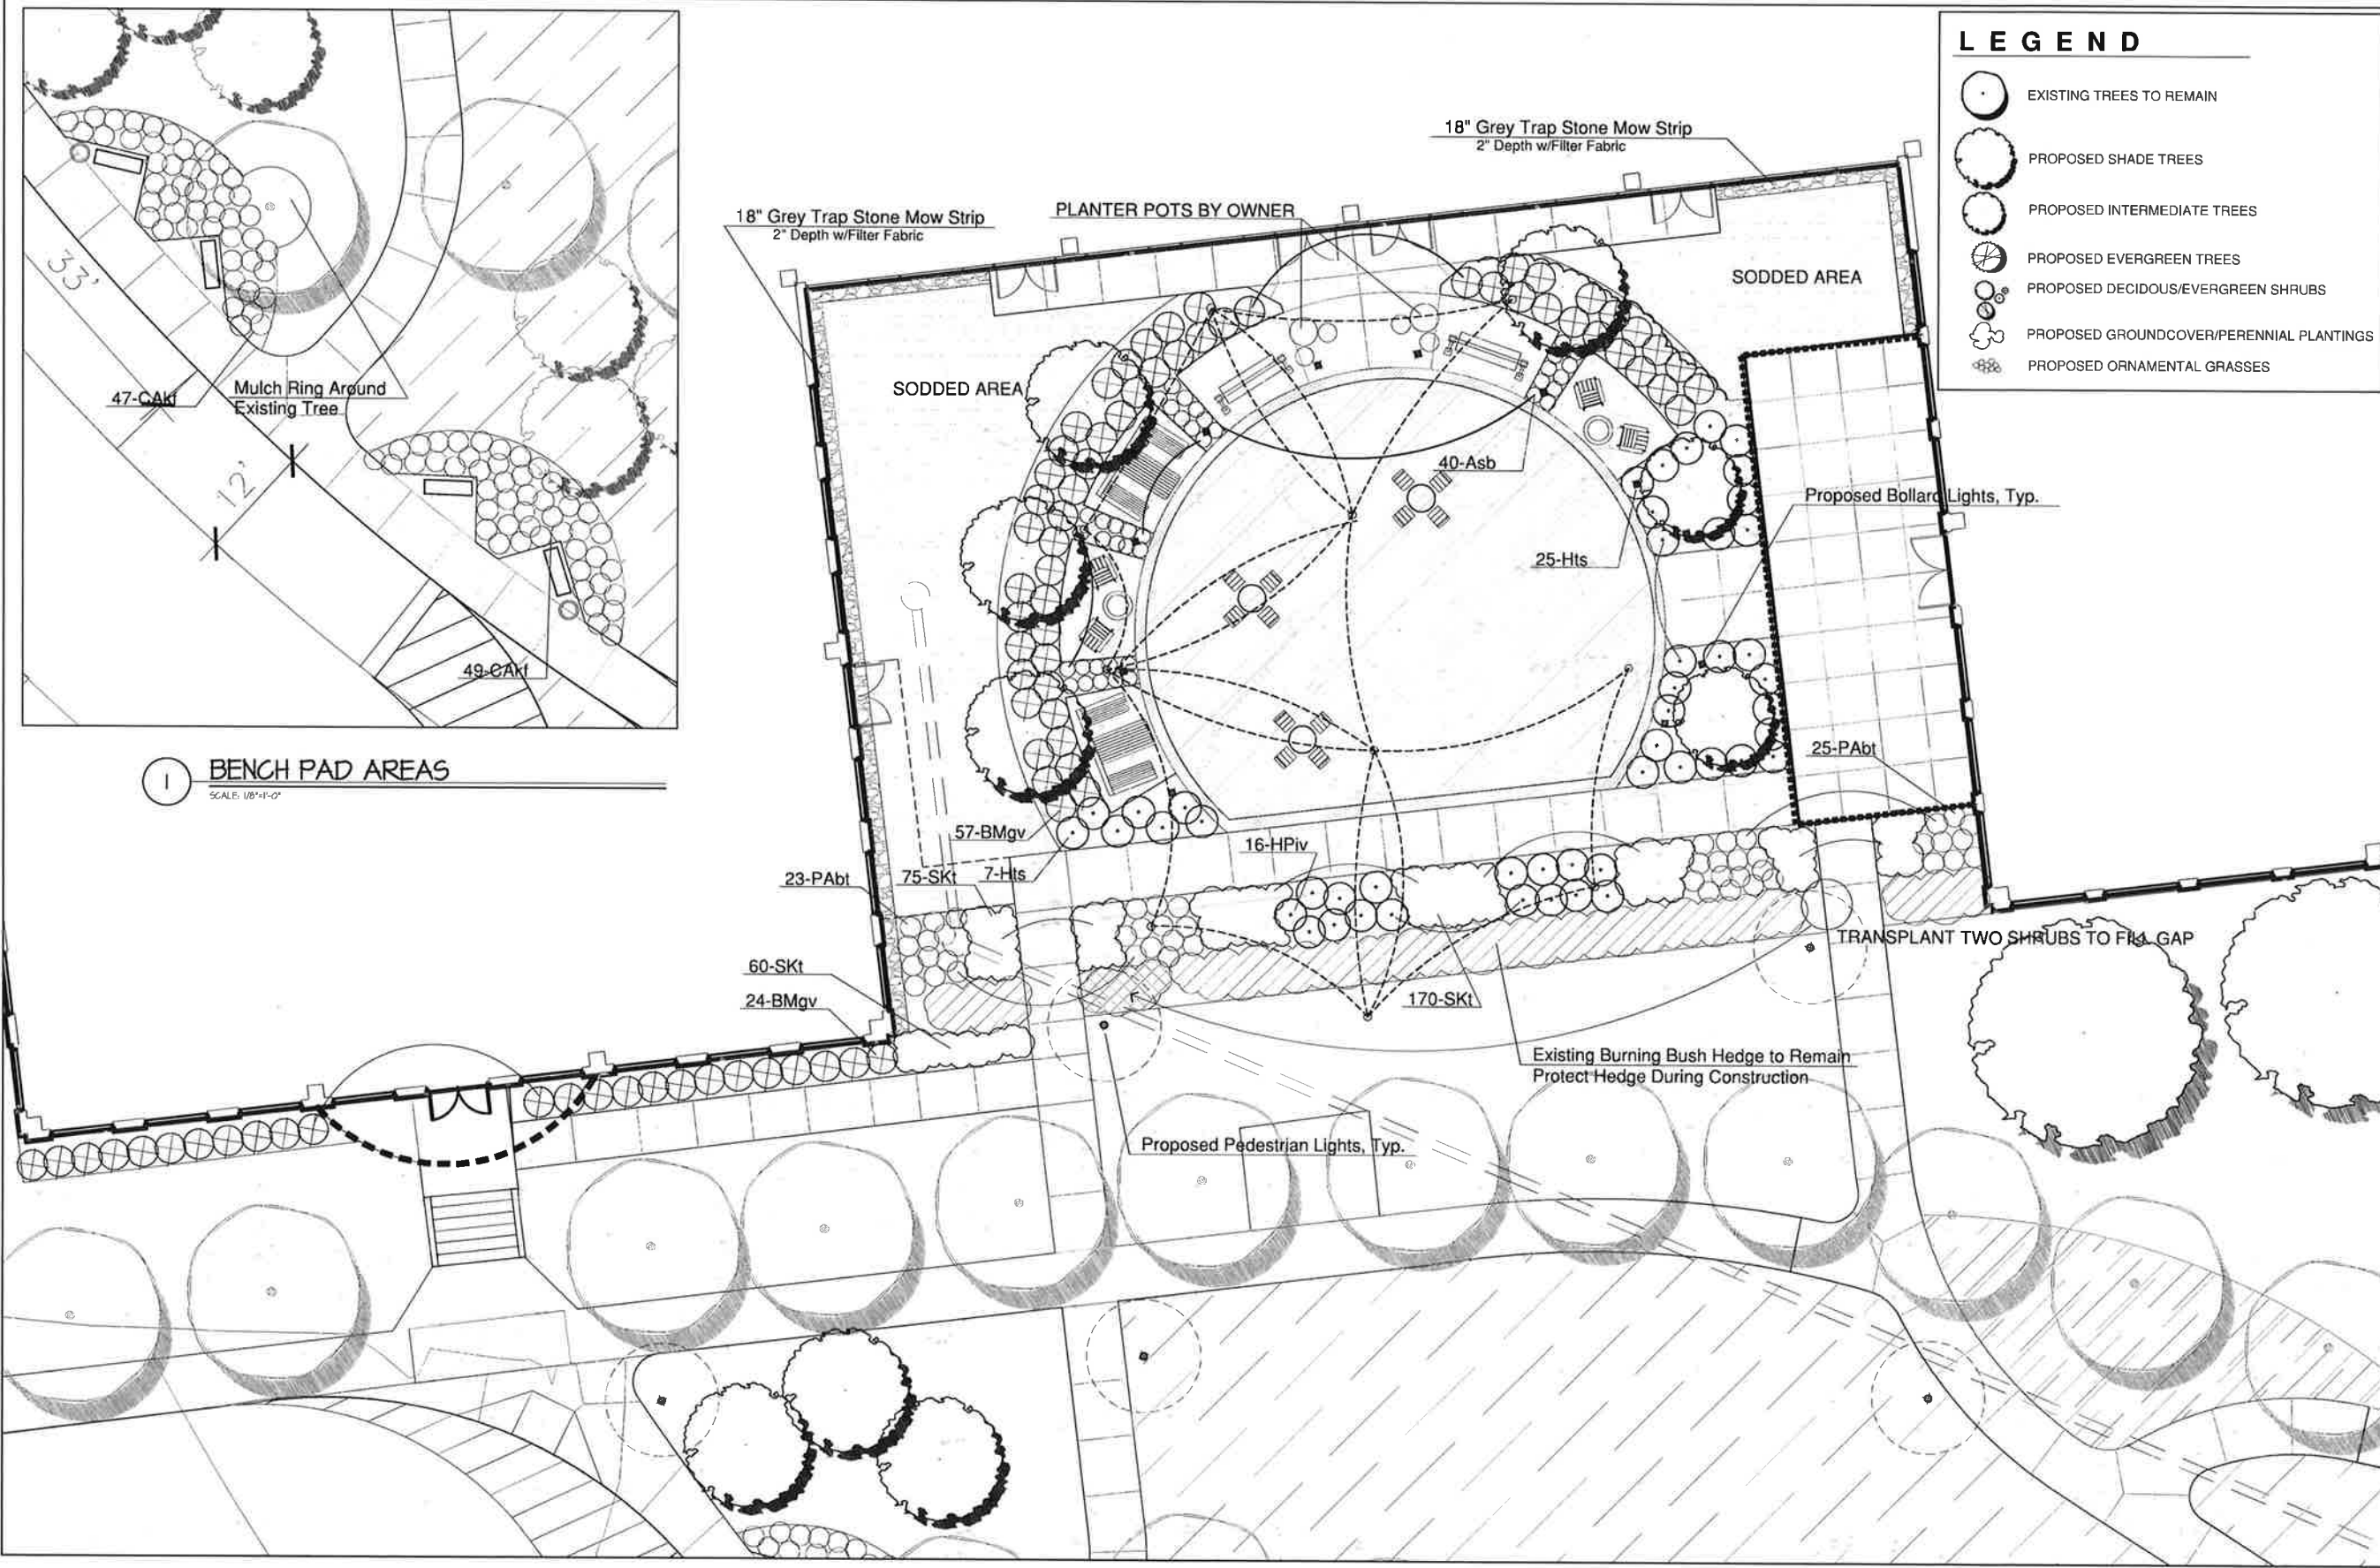 33'
47-CAkf
Mulch Ring Around
Existing Tree
12'
49-CAkf
1
BENCH PAD AREAS
SCALE: 1/8"=1'-0"
LEGEND
EXISTING TREES TO REMAIN
PROPOSED SHADE TREES
PROPOSED INTERMEDIATE TREES
PROPOSED EVERGREEN TREES
PROPOSED DECIDOUS/EVERGREEN SHRUBS
PROPOSED GROUNDCOVER/PERENNIAL PLANTINGS
PROPOSED ORNAMENTAL GRASSES
18" Grey Trap Stone Mow Strip
2" Depth w/Filter Fabric
18" Grey Trap Stone Mow Strip
2" Depth w/Filter Fabric
PLANTER POTS BY OWNER
SODDED AREA
SODDED AREA
40-Asb
Proposed Bollard Lights, Typ.
25-Hts
25-PAbt
57-BMgv
16-HPiv
23-PAbt
75-SKt
7-Hts
TRANSPLANT TWO SHRUBS TO FILL GAP
60-SKt
24-BMgv
170-SKt
Existing Burning Bush Hedge to Remain
Protect Hedge During Construction
Proposed Pedestrian Lights, Typ.